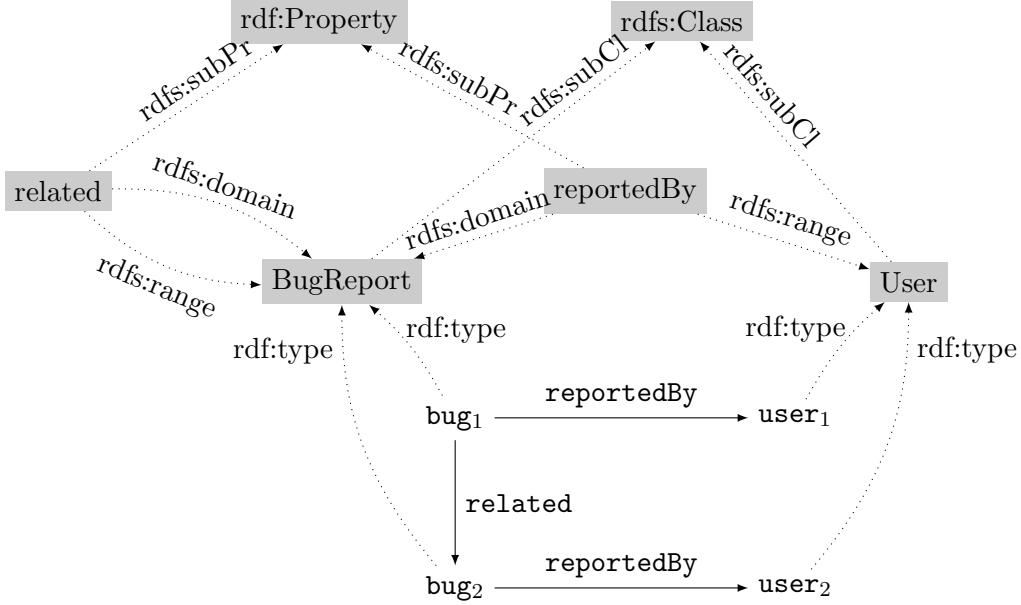 rdf:Property
rdfs:Class
rdfs:subPr
rdfs:subPr
rdfs:subCl
rdfs:subCl
related
rdfs:domain
reportedBy
rdfs:domain
rdfs:range
rdfs:range
BugReport
User
rdf:type
rdf:type
rdf:type
rdf:type
reportedBy
bug₁
user₁
related
reportedBy
bug₂
user₂